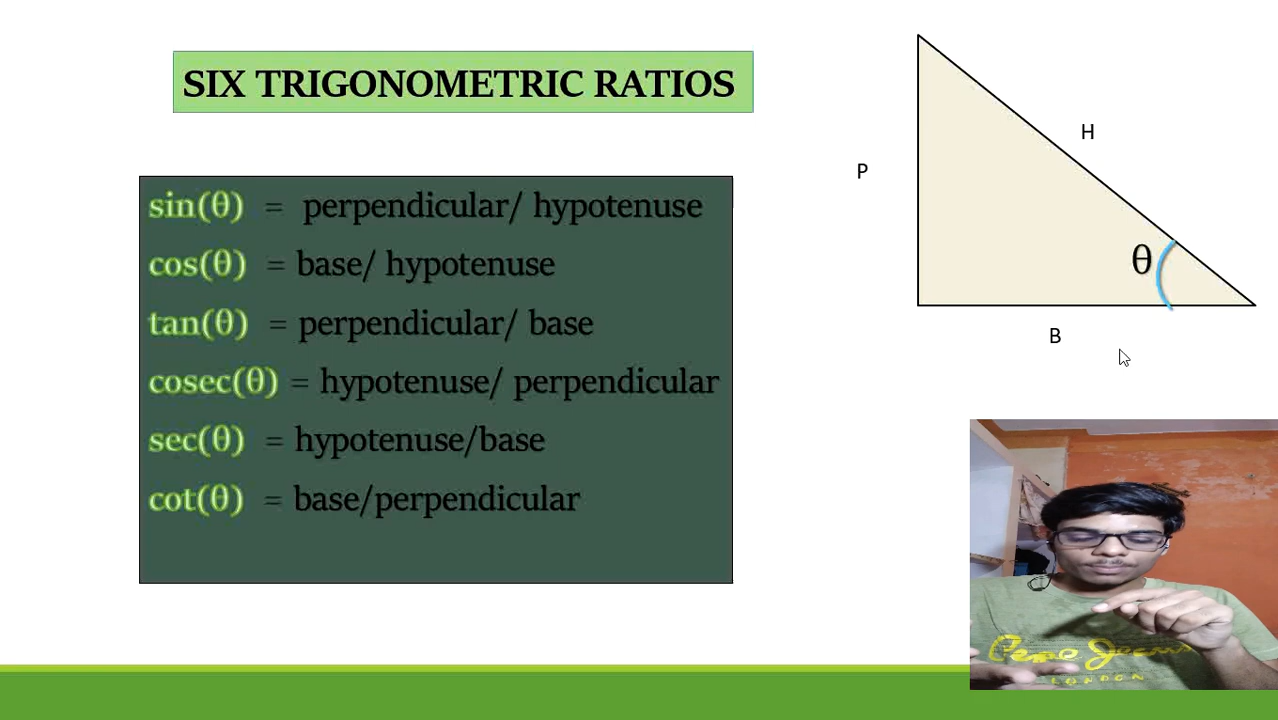 SIX TRIGONOMETRIC RATIOS
sin(θ) = perpendicular/ hypotenuse
cos(θ) = base/ hypotenuse
tan(θ) = perpendicular/ base
cosec(θ) = hypotenuse/ perpendicular
sec(θ) = hypotenuse/base
cot(θ) = base/perpendicular
H
P
θ
B
LONDON